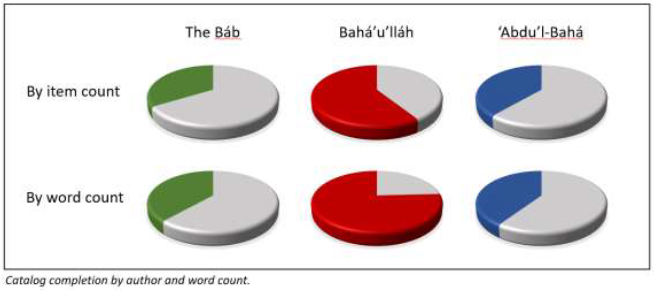 The Báb Bahá’u’lláh ‘Abdu’l-Bahá
By item count
By word count
Catalog completion by author and word count.